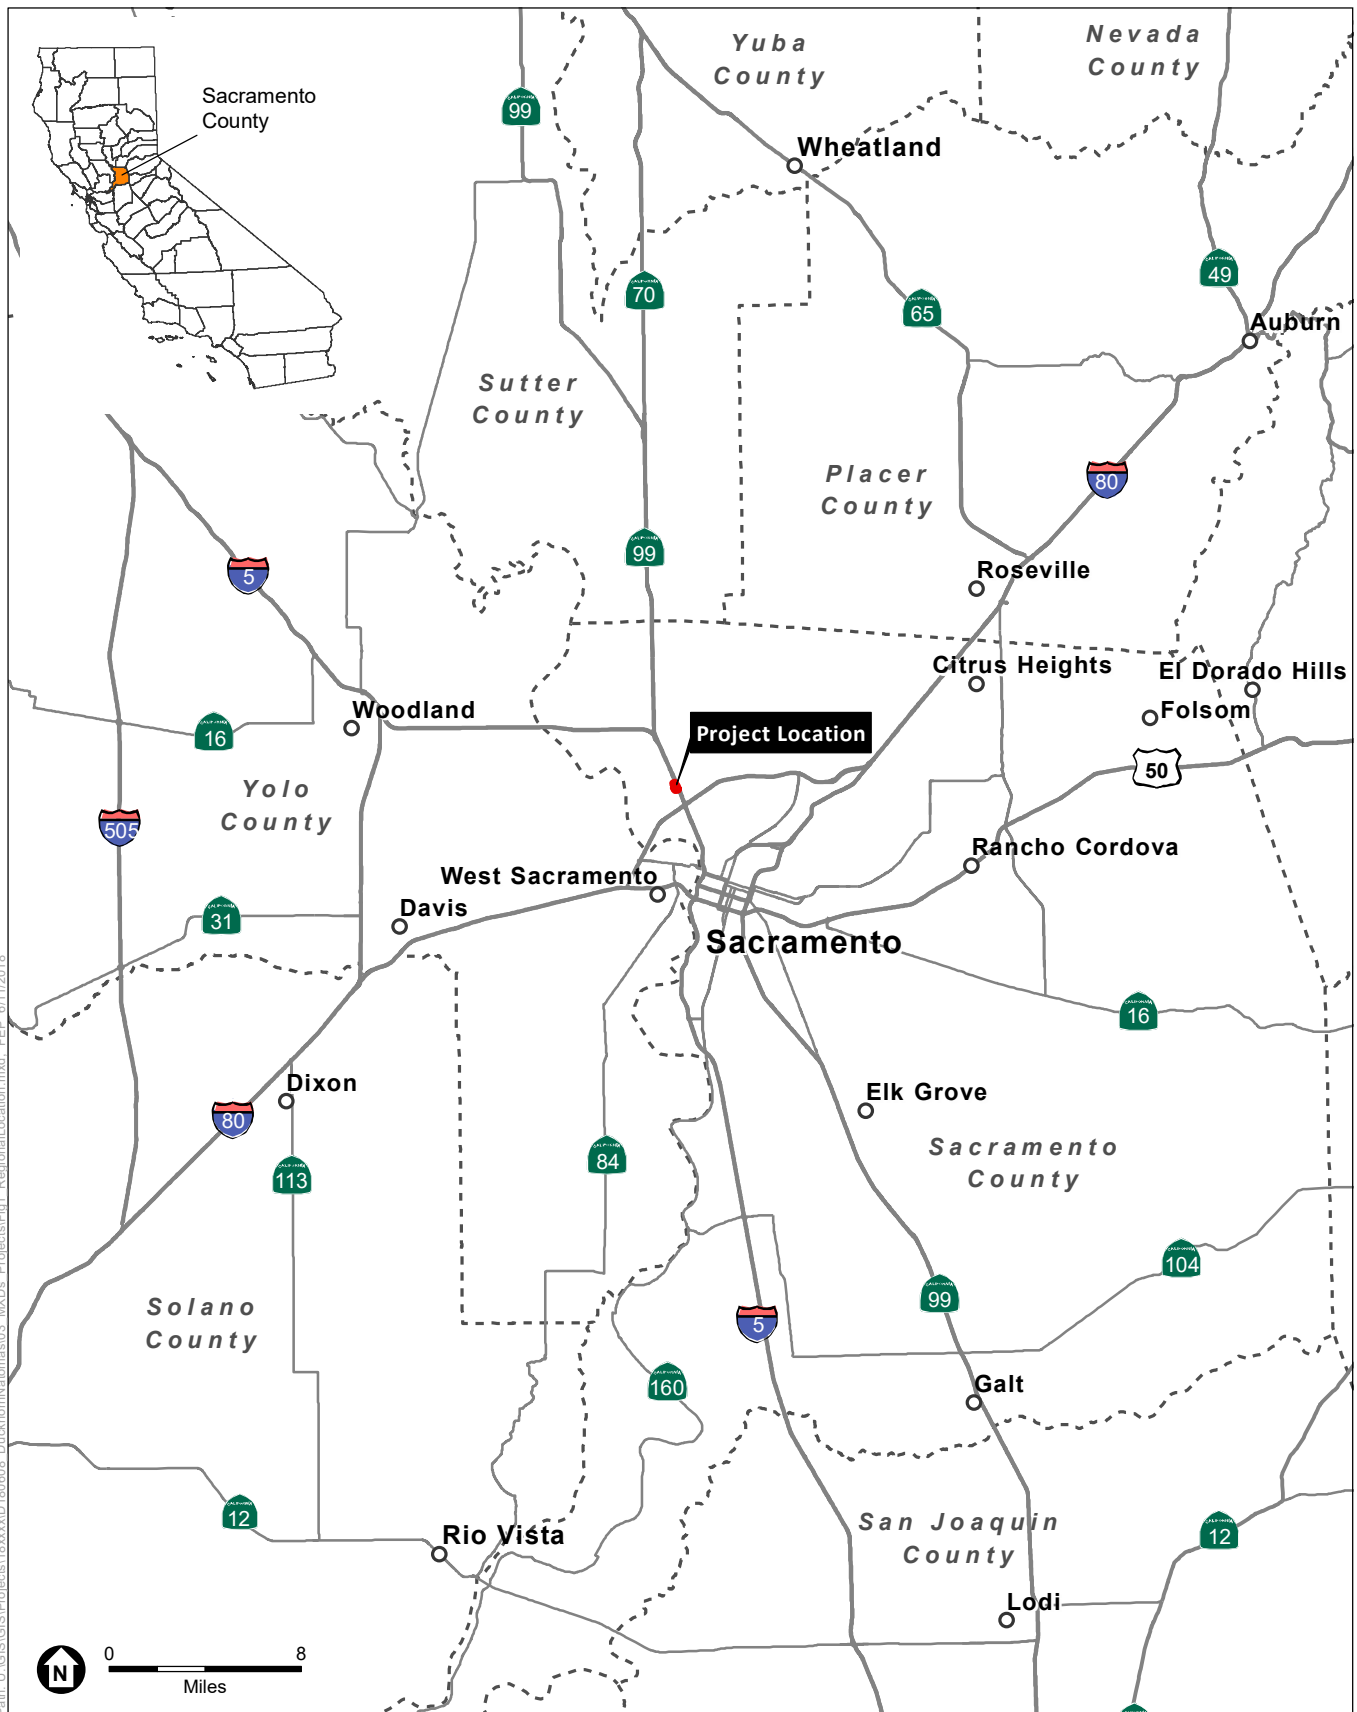 Yuba
County
Nevada
County
Sacramento
County
99
Wheatland
49
70
65
Auburn
Sutter
County
Placer
County
80
99
5
Roseville
Citrus Heights
El Dorado Hills
Woodland
Folsom
16
Project Location
50
Yolo
County
505
Rancho Cordova
West Sacramento
Davis
31
Sacramento
16
Dixon
Elk Grove
80
Sacramento
County
84
113
104
99
Solano
County
5
160
Galt
12
San Joaquin
County
12
Rio Vista
Lodi
N
0
8
Miles